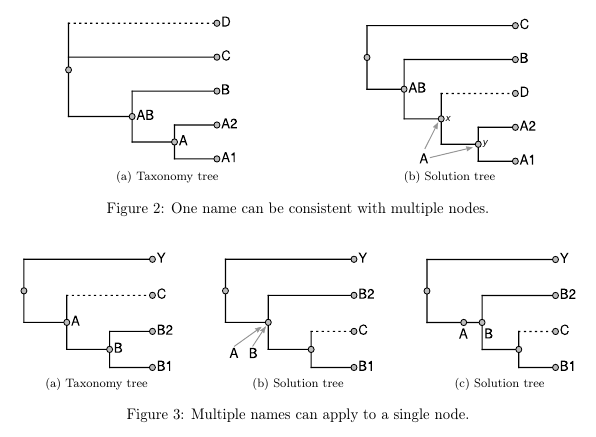 D
C
C
B
B
AB
D
AB
x
A2
A2
A
y
A
A1
A1
(a) Taxonomy tree
(b) Solution tree
Figure 2: One name can be consistent with multiple nodes.
Y
Y
Y
C
B2
B2
A
B2
C
A B
C
A B
B
B1
B1
B1
(a) Taxonomy tree
(b) Solution tree
(c) Solution tree
Figure 3: Multiple names can apply to a single node.